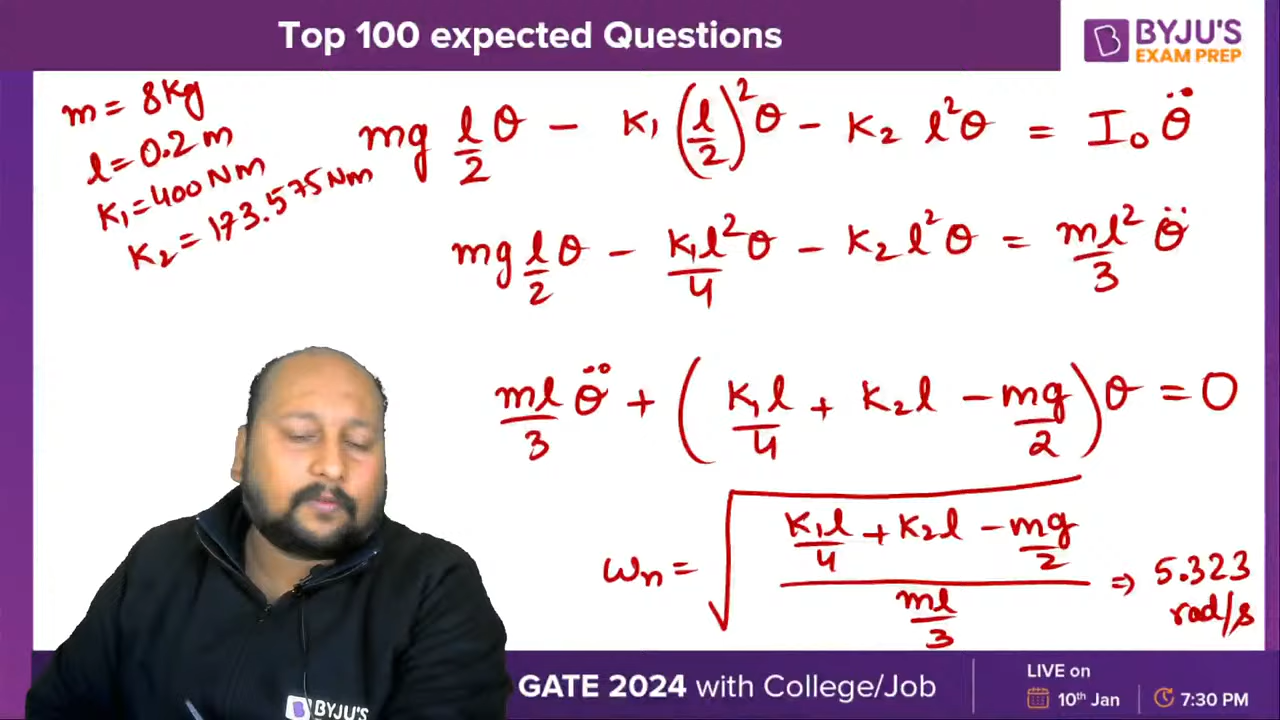 Top 100 expected Questions
BYJU'S
EXAM PREP
m = 8kg
l = 0.2 m
K₁ = 400 Nm
K₂ = 173.575 Nm
mg l/2 θ − K₁ (l/2)² θ − K₂ l² θ = I₀ θ̈
mg l/2 θ − K₁l²/4 θ − K₂ l² θ = ml²/3 θ̈
ml/3 θ̈ + (K₁l/4 + K₂l − mg/2) θ = 0
ωn = √((K₁l/4 + K₂l − mg/2) / (ml/3)) ⇒ 5.323
rad/s
BYJU'S
GATE 2024 with College/Job
LIVE on
10th Jan
7:30 PM